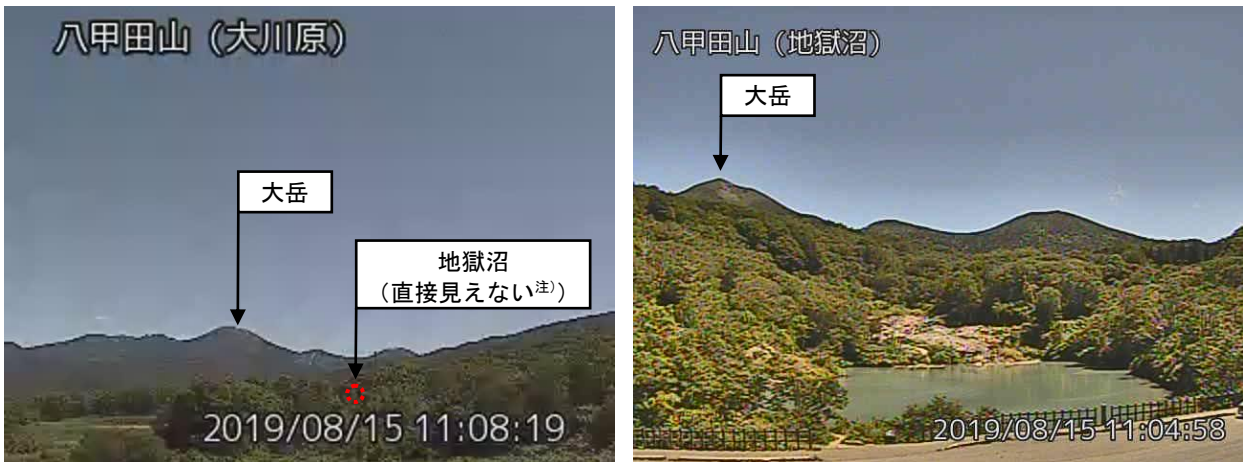 八甲田山（大川原）
大岳
地獄沼
（直接見えない注））
2019/08/15 11:08:19
八甲田山（地獄沼）
大岳
2019/08/15 11:04:58